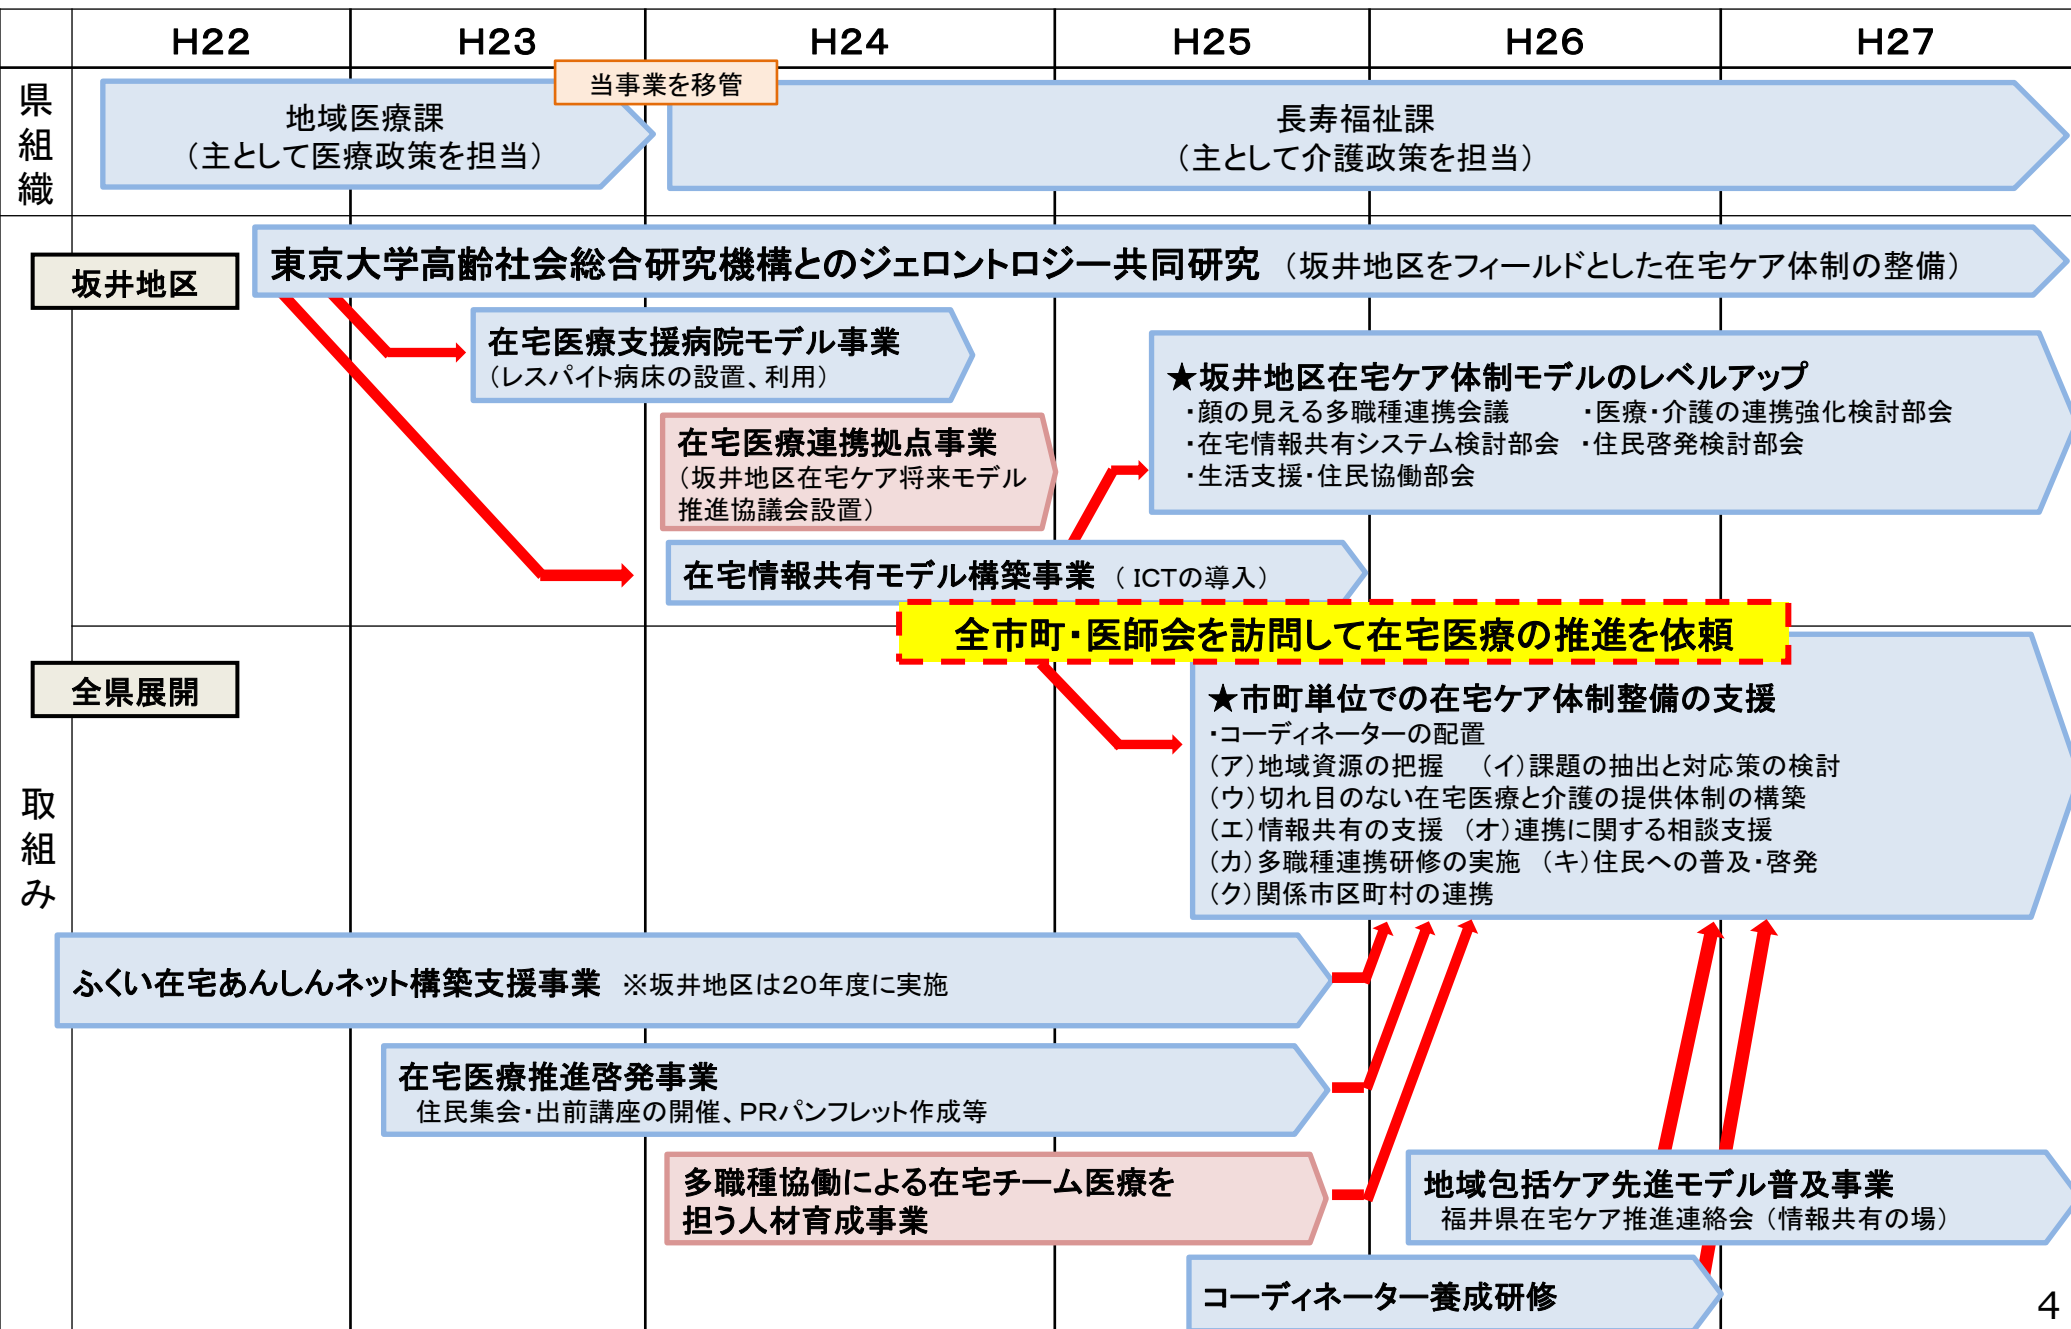 H22
H23
H24
H25
H26
H27
県組織
当事業を移管
地域医療課
（主として医療政策を担当）
長寿福祉課
（主として介護政策を担当）
坂井地区
東京大学高齢社会総合研究機構とのジェロントロジー共同研究 （坂井地区をフィールドとした在宅ケア体制の整備）
在宅医療支援病院モデル事業
（レスパイト病床の設置、利用）
在宅医療連携拠点事業
（坂井地区在宅ケア将来モデル
推進協議会設置）
★坂井地区在宅ケア体制モデルのレベルアップ
・顔の見える多職種連携会議 ・医療・介護の連携強化検討部会
・在宅情報共有システム検討部会 ・住民啓発検討部会
・生活支援・住民協働部会
在宅情報共有モデル構築事業 （ ICTの導入）
全市町・医師会を訪問して在宅医療の推進を依頼
全県展開
取組み
★市町単位での在宅ケア体制整備の支援
・コーディネーターの配置
（ア）地域資源の把握 （イ）課題の抽出と対応策の検討
（ウ）切れ目のない在宅医療と介護の提供体制の構築
（エ）情報共有の支援 （オ）連携に関する相談支援
（カ）多職種連携研修の実施 （キ）住民への普及・啓発
（ク）関係市区町村の連携
ふくい在宅あんしんネット構築支援事業 ※坂井地区は20年度に実施
在宅医療推進啓発事業
住民集会・出前講座の開催、PRパンフレット作成等
多職種協働による在宅チーム医療を
担う人材育成事業
地域包括ケア先進モデル普及事業
福井県在宅ケア推進連絡会（情報共有の場）
コーディネーター養成研修
4